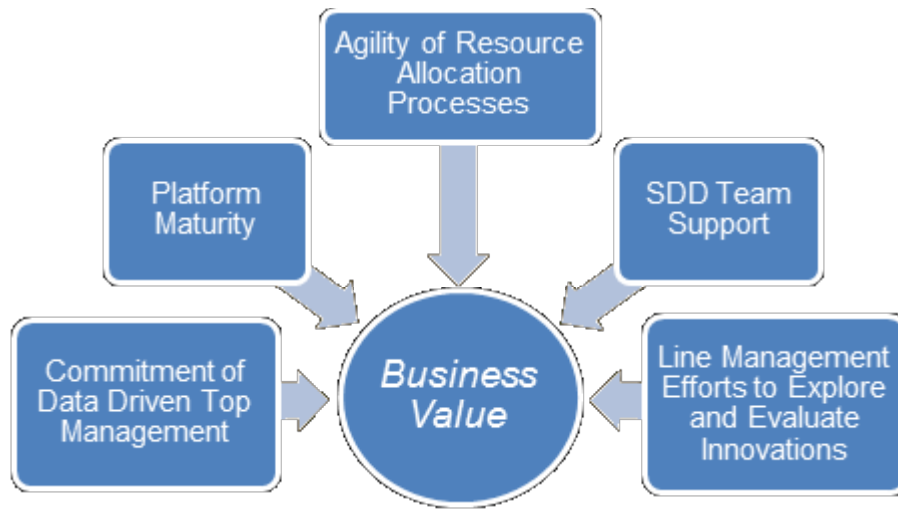 Agility of Resource
Allocation
Processes
Platform
Maturity
SDD Team
Support
Commitment of
Data Driven Top
Management
Business
Value
Line Management
Efforts to Explore
and Evaluate
Innovations